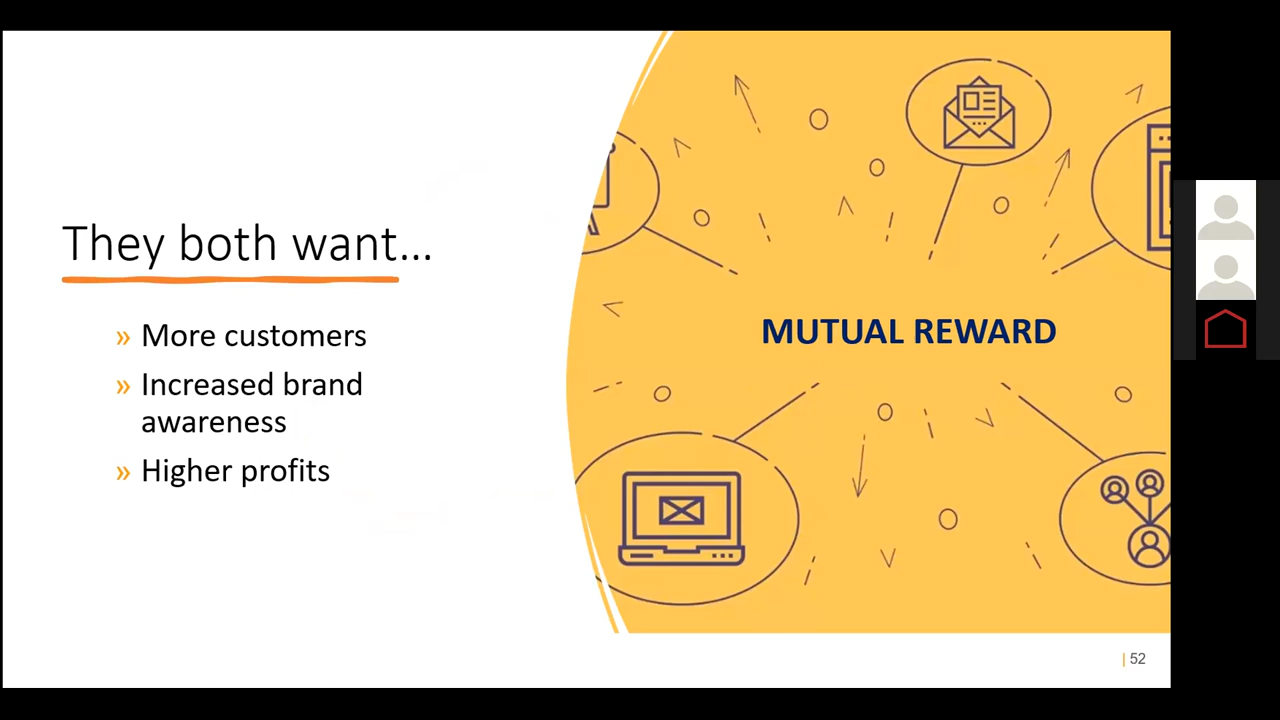 They both want...
» More customers
» Increased brand
awareness
» Higher profits
MUTUAL REWARD
| 52